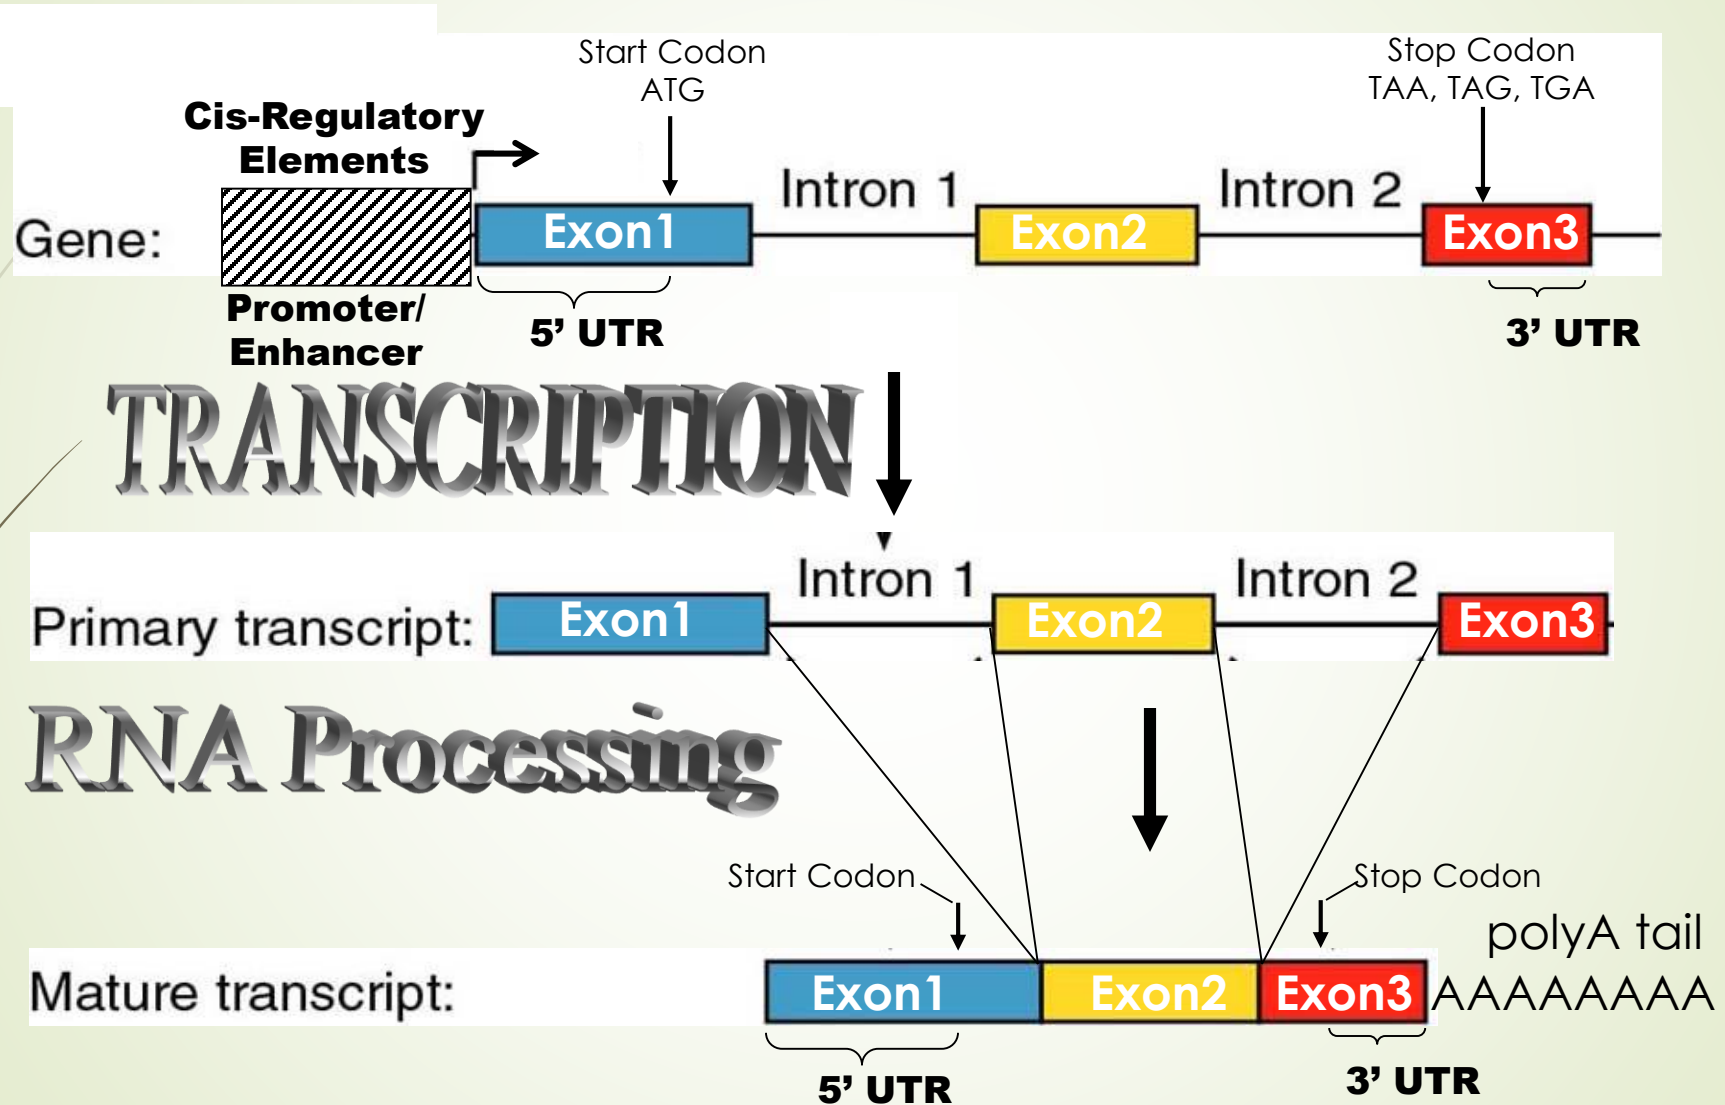 Start Codon
ATG
Stop Codon
TAA, TAG, TGA
Cis-Regulatory
Elements
Intron 1
Intron 2
Gene:
Exon1
Exon2
Exon3
Promoter/
Enhancer
5’ UTR
3’ UTR
TRANSCRIPTION
Intron 1
Intron 2
Primary transcript:
Exon1
Exon2
Exon3
RNA Processing
Start Codon
Stop Codon
polyA tail
Mature transcript:
Exon1
Exon2
Exon3
AAAAAAAA
5’ UTR
3’ UTR